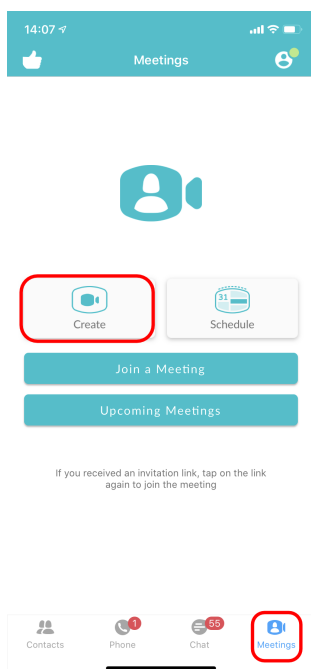 14:07
Meetings
31
Create
Schedule
Join a Meeting
Upcoming Meetings
If you received an invitation link, tap on the link
again to join the meeting
1
55
Contacts
Phone
Chat
Meetings